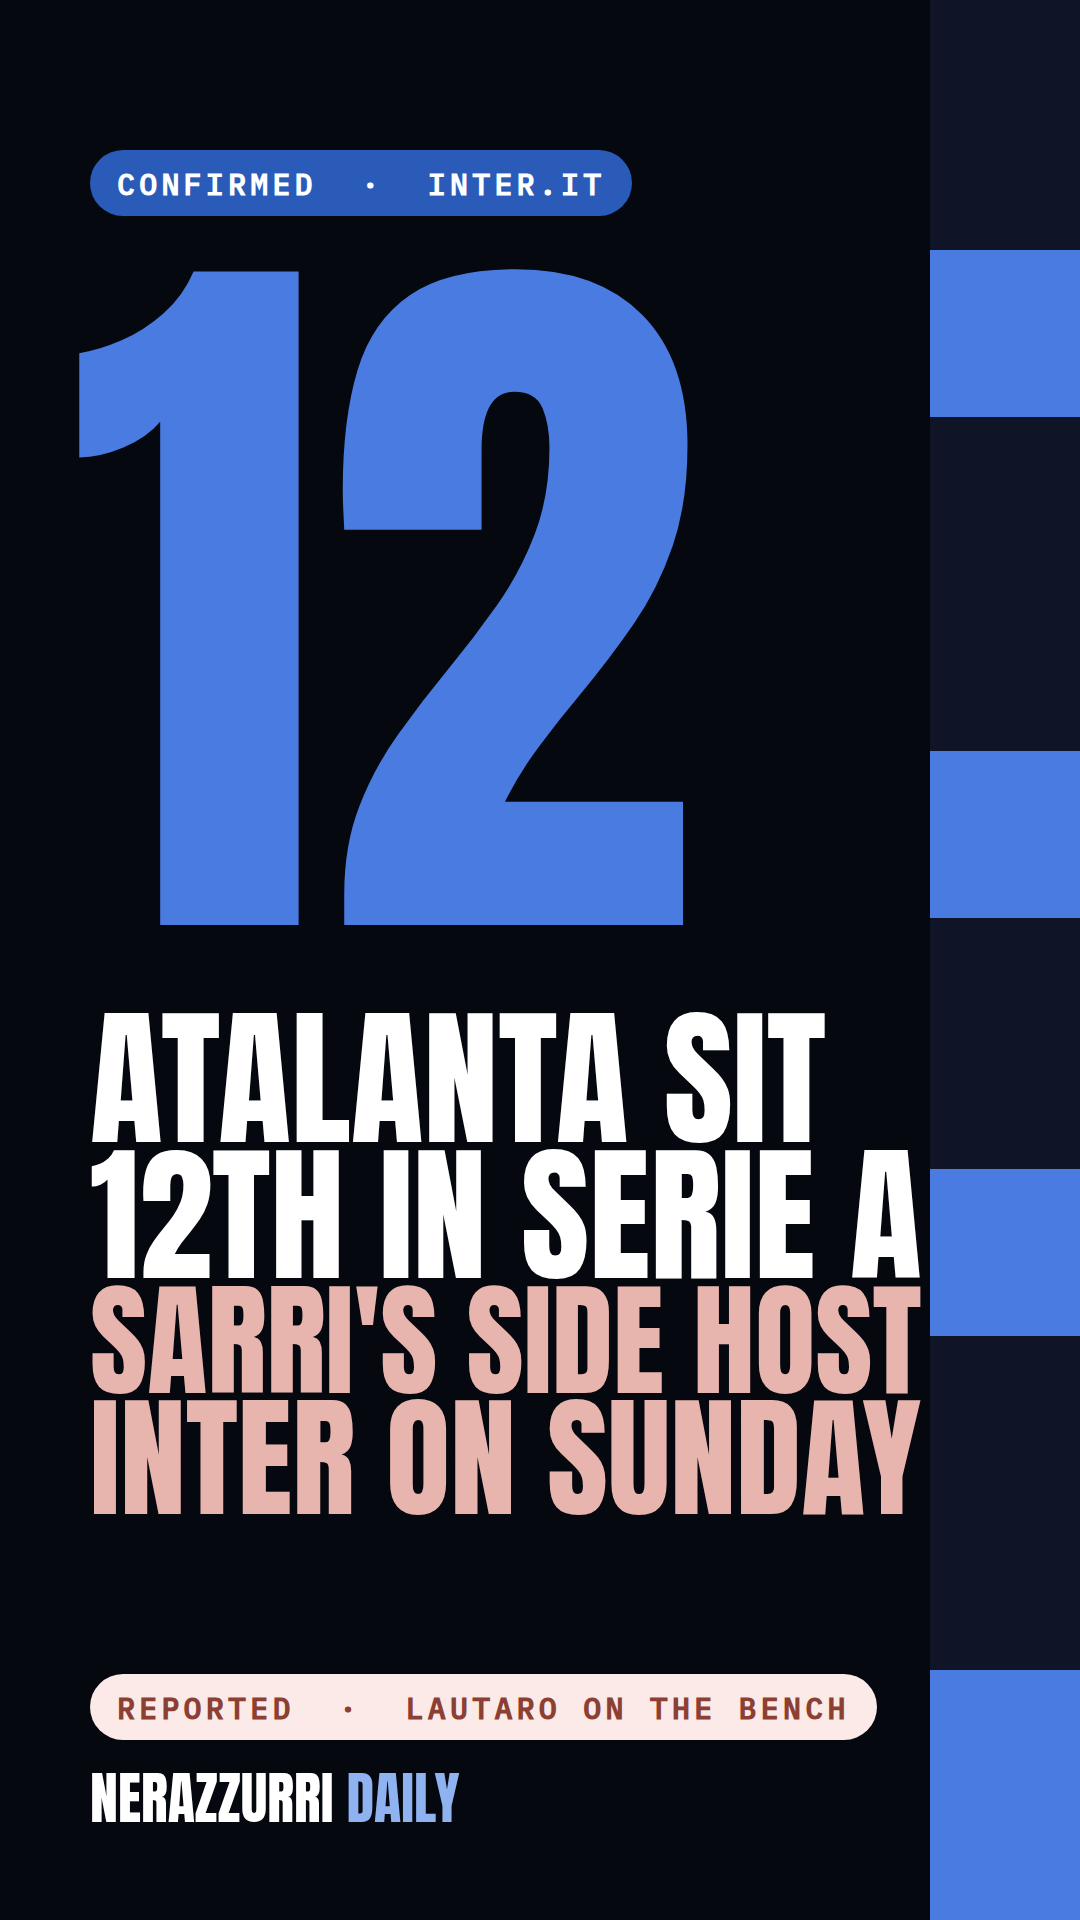 CONFIRMED · INTER.IT
12
ATALANTA SIT
12TH IN SERIE A
SARRI'S SIDE HOST
INTER ON SUNDAY
REPORTED · LAUTARO ON THE BENCH
NERAZZURRI DAILY